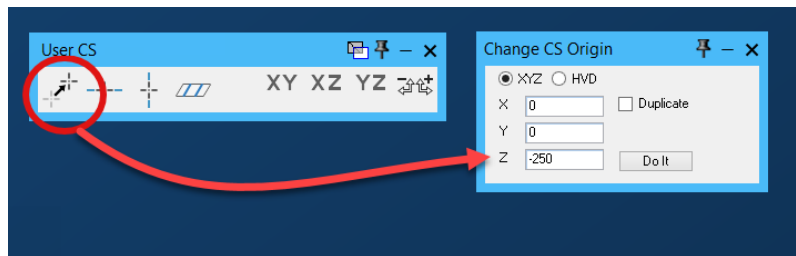 User CS
XY XZ YZ
Change CS Origin
XYZ HVD
X 0 Duplicate
Y 0
Z -250 Do It